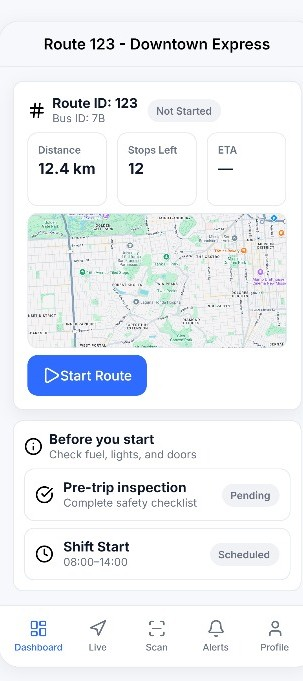 Route 123 - Downtown Express
Route ID: 123
Bus ID: 7B
Not Started
Distance
12.4 km
Stops Left
12
ETA
—
Start Route
Before you start
Check fuel, lights, and doors
Pre-trip inspection
Complete safety checklist
Pending
Shift Start
08:00–14:00
Scheduled
Dashboard
Live
Scan
Alerts
Profile